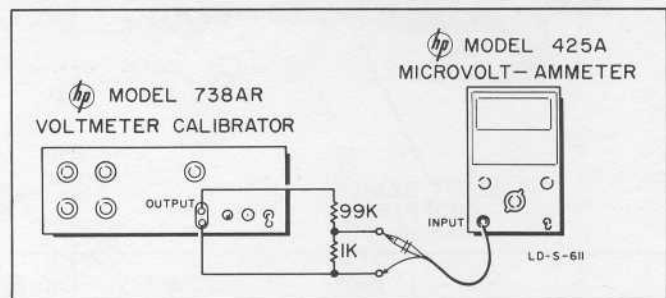 hp MODEL 425A
MICROVOLT-AMMETER
hp MODEL 738AR
VOLTMETER CALIBRATOR
OUTPUT
99K
1K
INPUT
LD-S-611